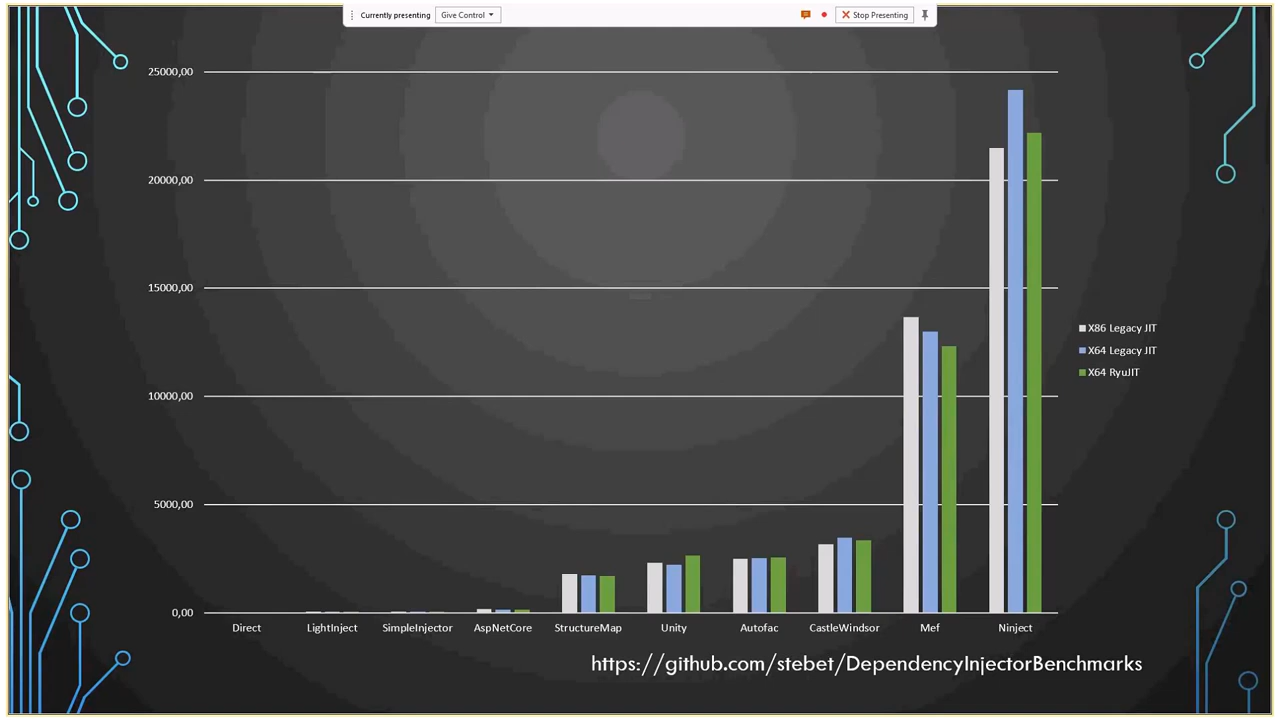 Currently presenting Give Control Stop Presenting
25000,00
20000,00
15000,00
10000,00
5000,00
0,00
X86 Legacy JIT
X64 Legacy JIT
X64 RyuJIT
Direct LightInject SimpleInjector AspNetCore StructureMap Unity Autofac CastleWindsor Mef Ninject
https://github.com/stebet/DependencyInjectorBenchmarks